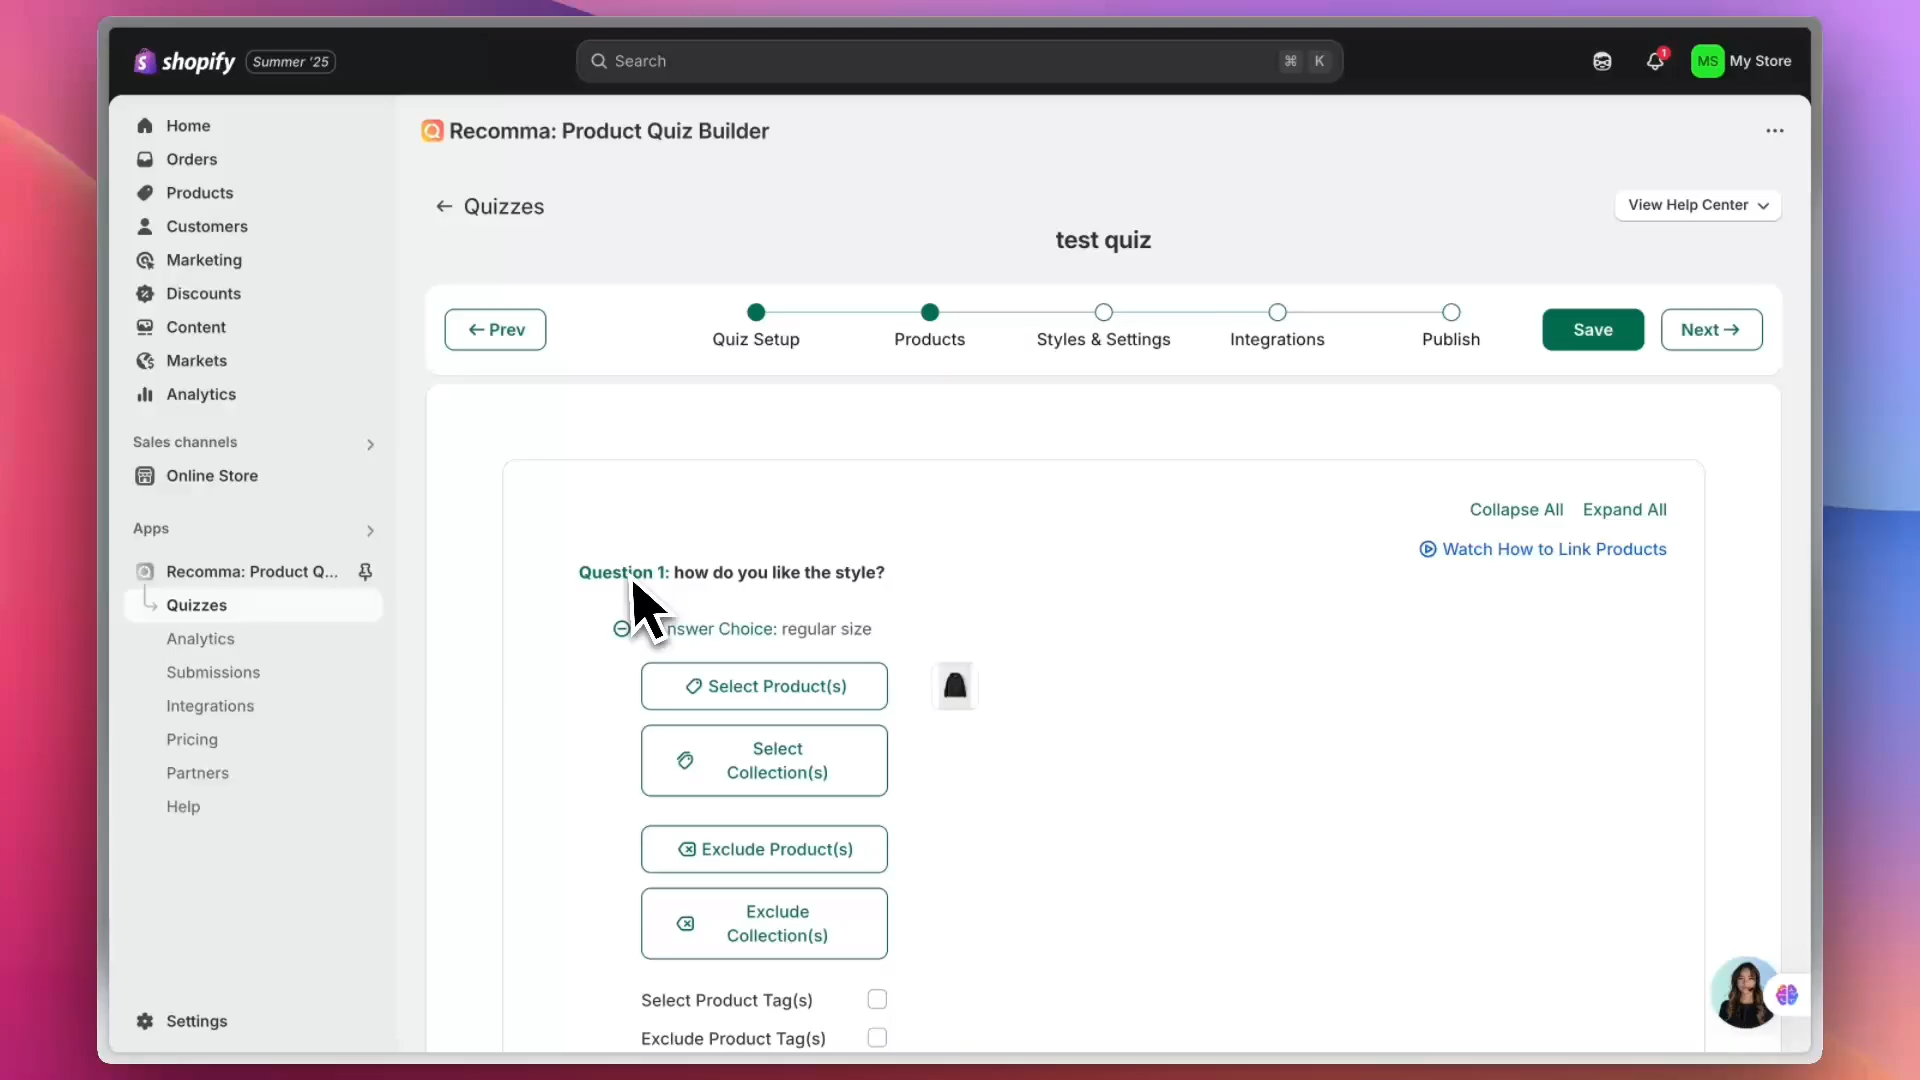 shopify Summer '25
Search ⌘ K
1
MS My Store
Home
Orders
Products
Customers
Marketing
Discounts
Content
Markets
Analytics
Sales channels
Online Store
Apps
Recomma: Product Q...
Quizzes
Analytics
Submissions
Integrations
Pricing
Partners
Help
Settings
Recomma: Product Quiz Builder
← Quizzes
View Help Center
test quiz
← Prev
Quiz Setup
Products
Styles & Settings
Integrations
Publish
Save
Next →
Collapse All Expand All
Watch How to Link Products
Question 1: how do you like the style?
nswer Choice: regular size
Select Product(s)
Select
Collection(s)
Exclude Product(s)
Exclude
Collection(s)
Select Product Tag(s)
Exclude Product Tag(s)